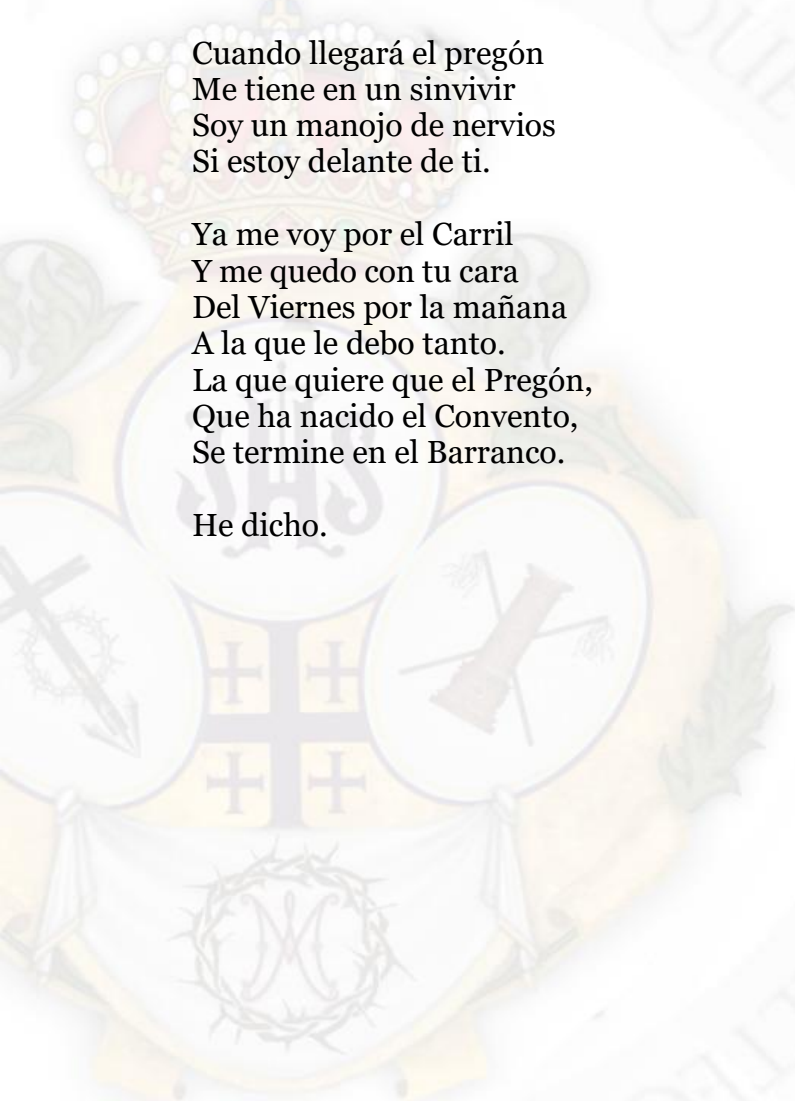 Cuando llegará el pregón
Me tiene en un sinvivir
Soy un manojo de nervios
Si estoy delante de ti.
Ya me voy por el Carril
Y me quedo con tu cara
Del Viernes por la mañana
A la que le debo tanto.
La que quiere que el Pregón,
Que ha nacido el Convento,
Se termine en el Barranco.
He dicho.
JHS